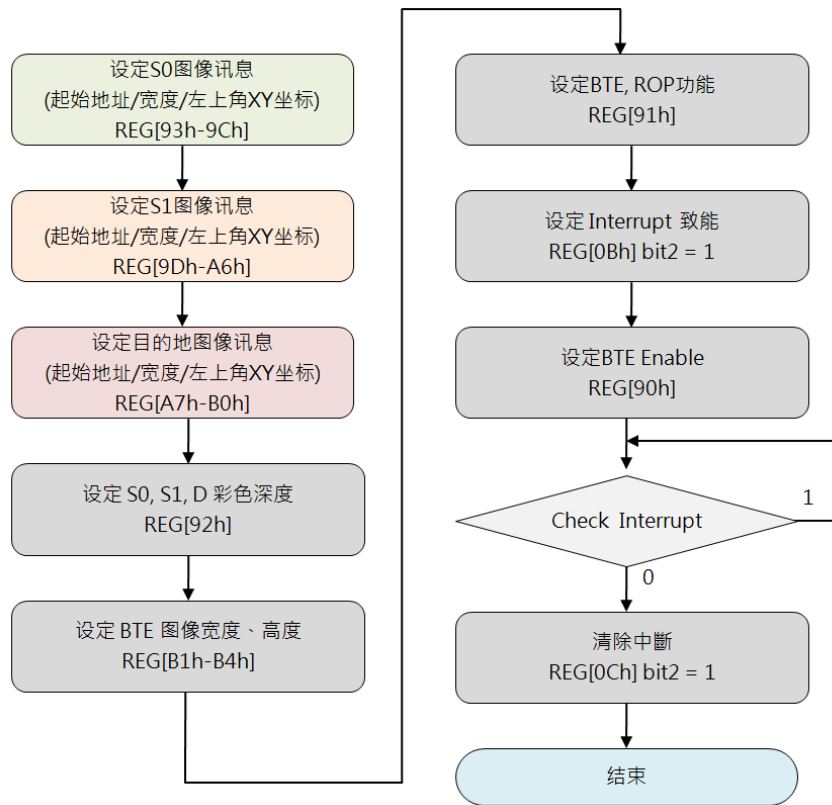 设定S0图像讯息
(起始地址/宽度/左上角XY坐标)
REG[93h-9Ch]
设定S1图像讯息
(起始地址/宽度/左上角XY坐标)
REG[9Dh-A6h]
设定目的地图像讯息
(起始地址/宽度/左上角XY坐标)
REG[A7h-B0h]
设定 S0, S1, D 彩色深度
REG[92h]
设定 BTE 图像宽度、高度
REG[B1h-B4h]
设定BTE, ROP功能
REG[91h]
设定 Interrupt 致能
REG[0Bh] bit2 = 1
设定BTE Enable
REG[90h]
Check Interrupt
1
0
清除中斷
REG[0Ch] bit2 = 1
结束